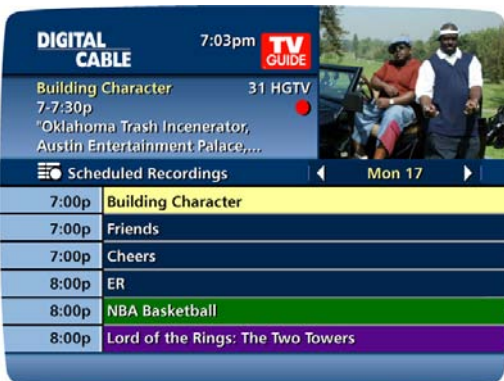 DIGITAL CABLE
7:03pm
TV GUIDE
Building Character 31 HGTV
7-7:30p
"Oklahoma Trash Incenerator,
Austin Entertainment Palace,...
Scheduled Recordings Mon 17
7:00p Building Character
7:00p Friends
7:00p Cheers
8:00p ER
8:00p NBA Basketball
8:00p Lord of the Rings: The Two Towers